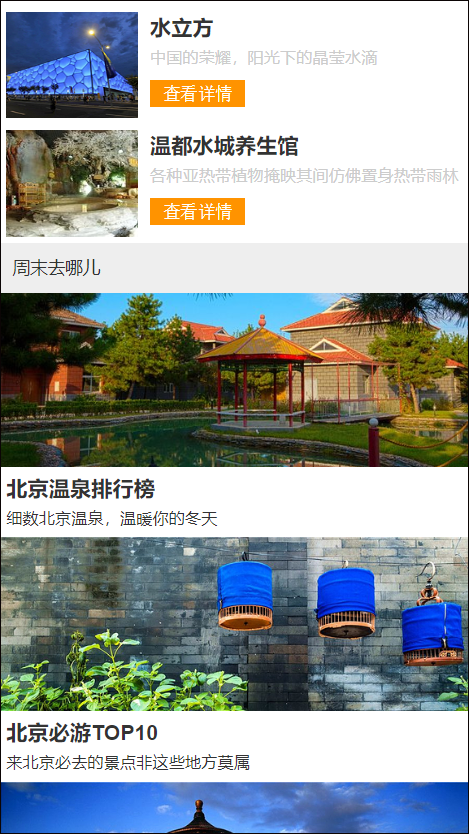 水立方
中国的荣耀，阳光下的晶莹水滴
查看详情
温都水城养生馆
各种亚热带植物掩映其间仿佛置身热带雨林
查看详情
周末去哪儿
北京温泉排行榜
细数北京温泉，温暖你的冬天
北京必游TOP10
来北京必去的景点非这些地方莫属